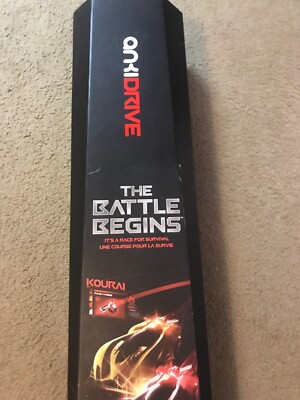 ankiDRIVE
THE
BATTLE
BEGINS
IT'S A RACE FOR SURVIVAL
UNE COURSE POUR LA SURVIE
KOURAI